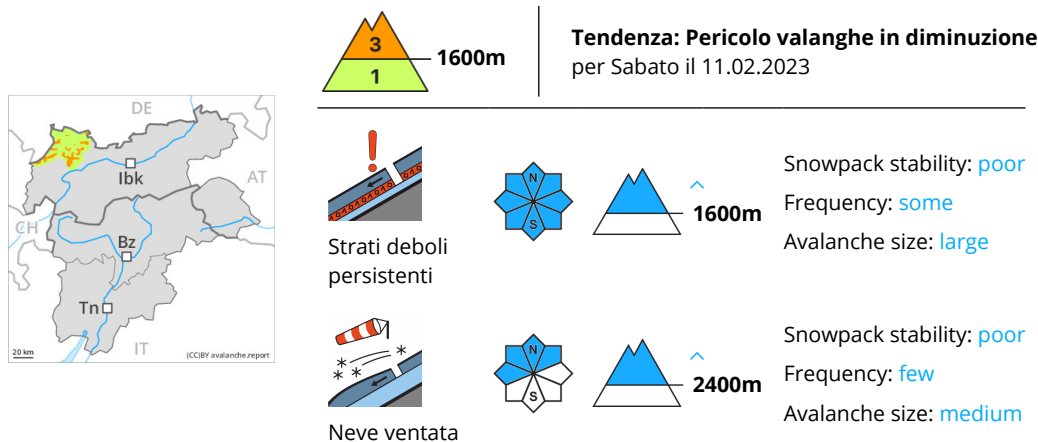 3
1
1600m
Tendenza: Pericolo valanghe in diminuzione
per Sabato il 11.02.2023
DE
AT
Ibk
CH
Bz
Tn
IT
20 km
(CC)BY avalanche.report
Strati deboli
persistenti
N
S
1600m
Snowpack stability: poor
Frequency: some
Avalanche size: large
Neve ventata
N
S
2400m
Snowpack stability: poor
Frequency: few
Avalanche size: medium